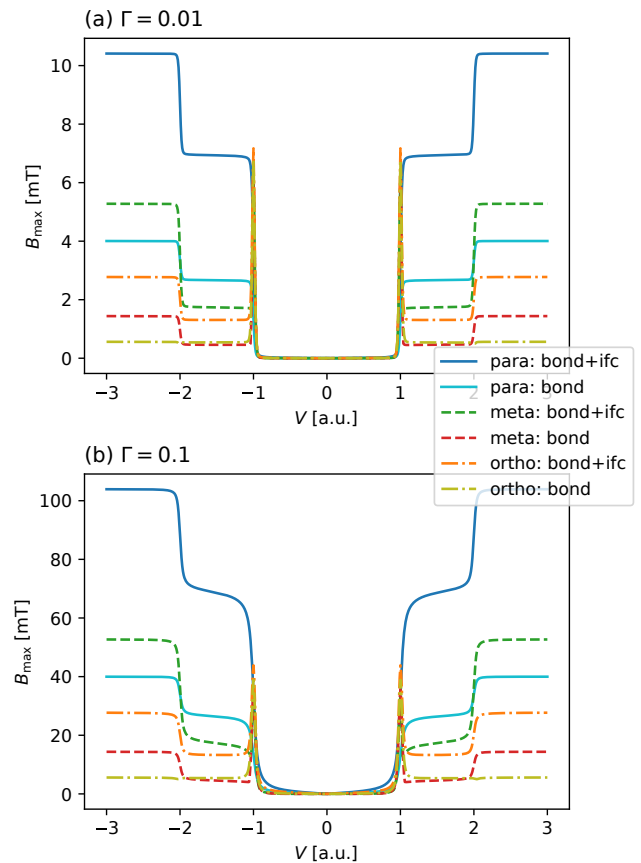 (a) Γ = 0.01
10
8
6
4
2
0
B_max [mT]
−3 −2 −1 0 1 2 3
V [a.u.]
para: bond+ifc
para: bond
meta: bond+ifc
meta: bond
ortho: bond+ifc
ortho: bond
(b) Γ = 0.1
100
80
60
40
20
0
B_max [mT]
−3 −2 −1 0 1 2 3
V [a.u.]